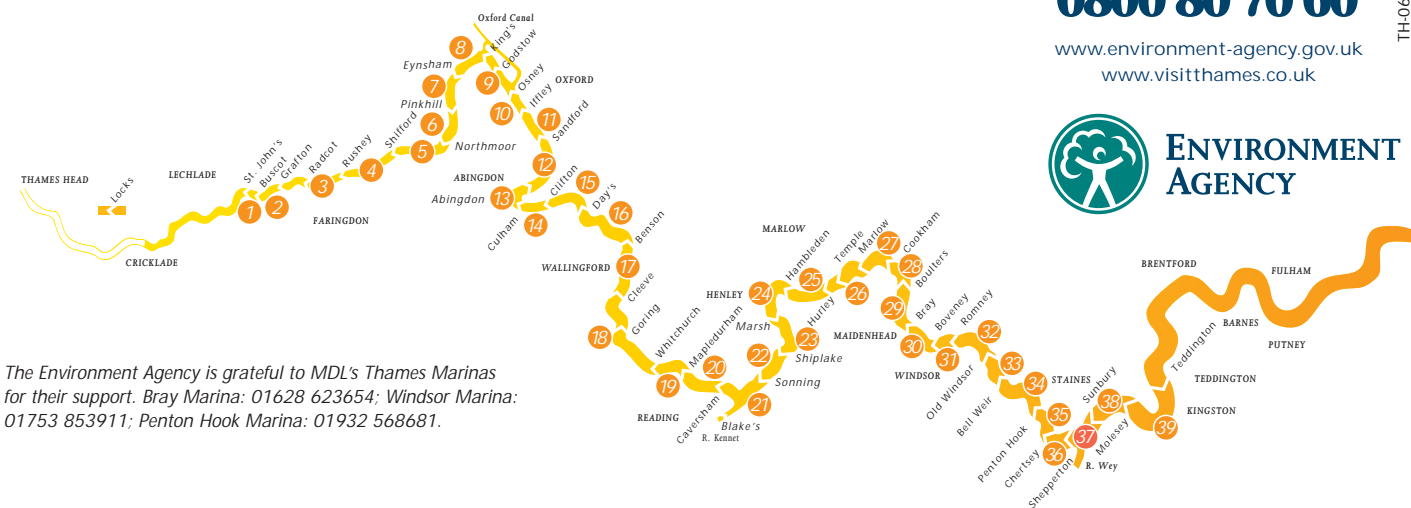 0800 80 70 60
www.environment-agency.gov.uk
www.visitthames.co.uk
TH-06
ENVIRONMENT
AGENCY
THAMES HEAD
Locks
CRICKLADE
LECHLADE
St. John's
Buscot
Grafton
Radcot
Rushey
Shifford
FARINGDON
Northmoor
Pinkhill
Eynsham
Oxford Canal
King's
Godstow
Osney
OXFORD
Iffley
Sandford
ABINGDON
Abingdon
Culham
Clifton
Day's
Benson
WALLINGFORD
Cleeve
Goring
Whitchurch
Mapledurham
READING
Caversham
Blake's
R. Kennet
Sonning
Shiplake
Marsh
HENLEY
Hambleden
Hurley
MARLOW
Temple
Marlow
Cookham
Boulters
MAIDENHEAD
Bray
Boveney
Romney
WINDSOR
Old Windsor
Bell Weir
STAINES
Penton Hook
Chertsey
Shepperton
R. Wey
Sunbury
Molesey
Teddington
KINGSTON
TEDDINGTON
BRENTFORD
FULHAM
BARNES
PUTNEY
1
2
3
4
5
6
7
8
9
10
11
12
13
14
15
16
17
18
19
20
21
22
23
24
25
26
27
28
29
30
31
32
33
34
35
36
37
38
39
The Environment Agency is grateful to MDL's Thames Marinas
for their support. Bray Marina: 01628 623654; Windsor Marina:
01753 853911; Penton Hook Marina: 01932 568681.